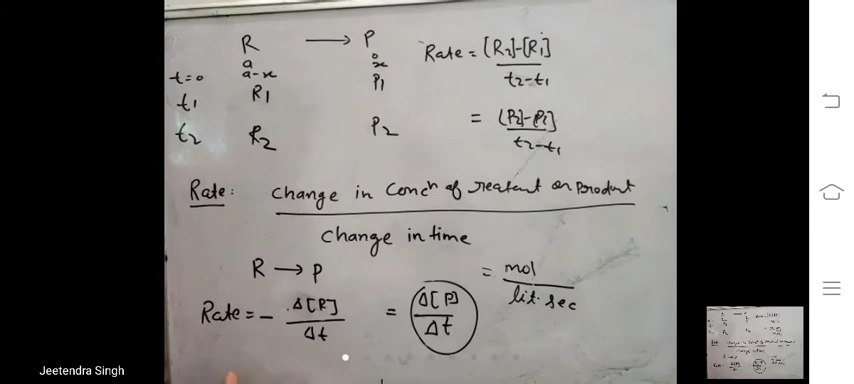 R ⟶ P
a o
t=0 a-x x
t1 R1 P1
t2 R2 P2
Rate = [R2]-[R1]
t2-t1
= [P2]-[P1]
t2-t1
Rate: Change in Concn of reactant or Product
Change in time
R ⟶ P
= mol
lit. sec
Rate = - Δ[R] = Δ[P]
Δt Δt
Jeetendra Singh